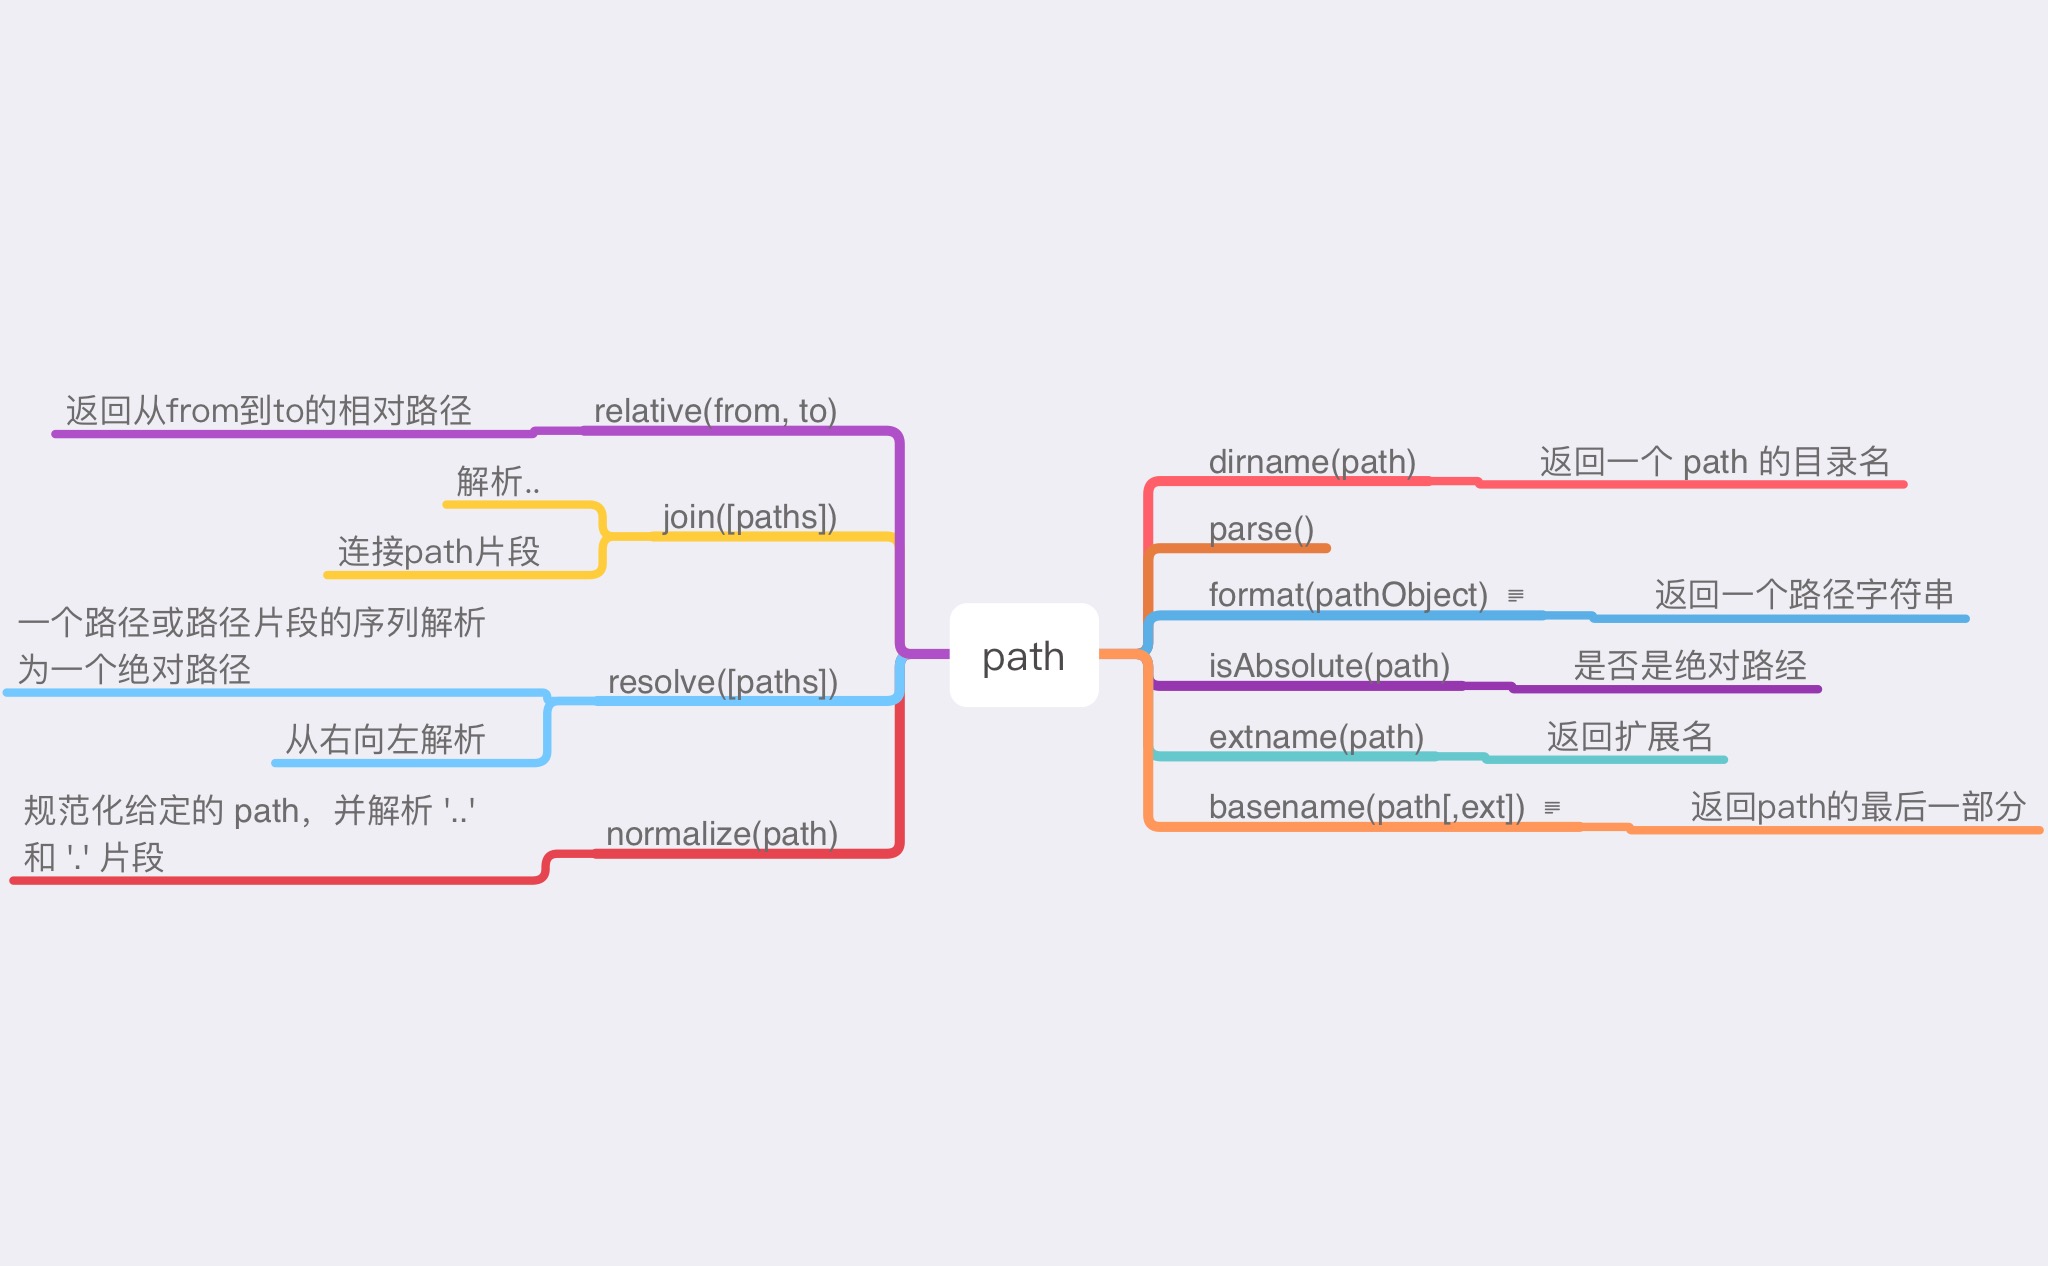 path
dirname(path)
返回一个 path 的目录名
parse()
format(pathObject)
返回一个路径字符串
isAbsolute(path)
是否是绝对路经
extname(path)
返回扩展名
basename(path[,ext])
返回path的最后一部分
relative(from, to)
返回从from到to的相对路径
join([paths])
解析..
连接path片段
resolve([paths])
一个路径或路径片段的序列解析
为一个绝对路径
从右向左解析
normalize(path)
规范化给定的 path，并解析 '..'
和 '.' 片段